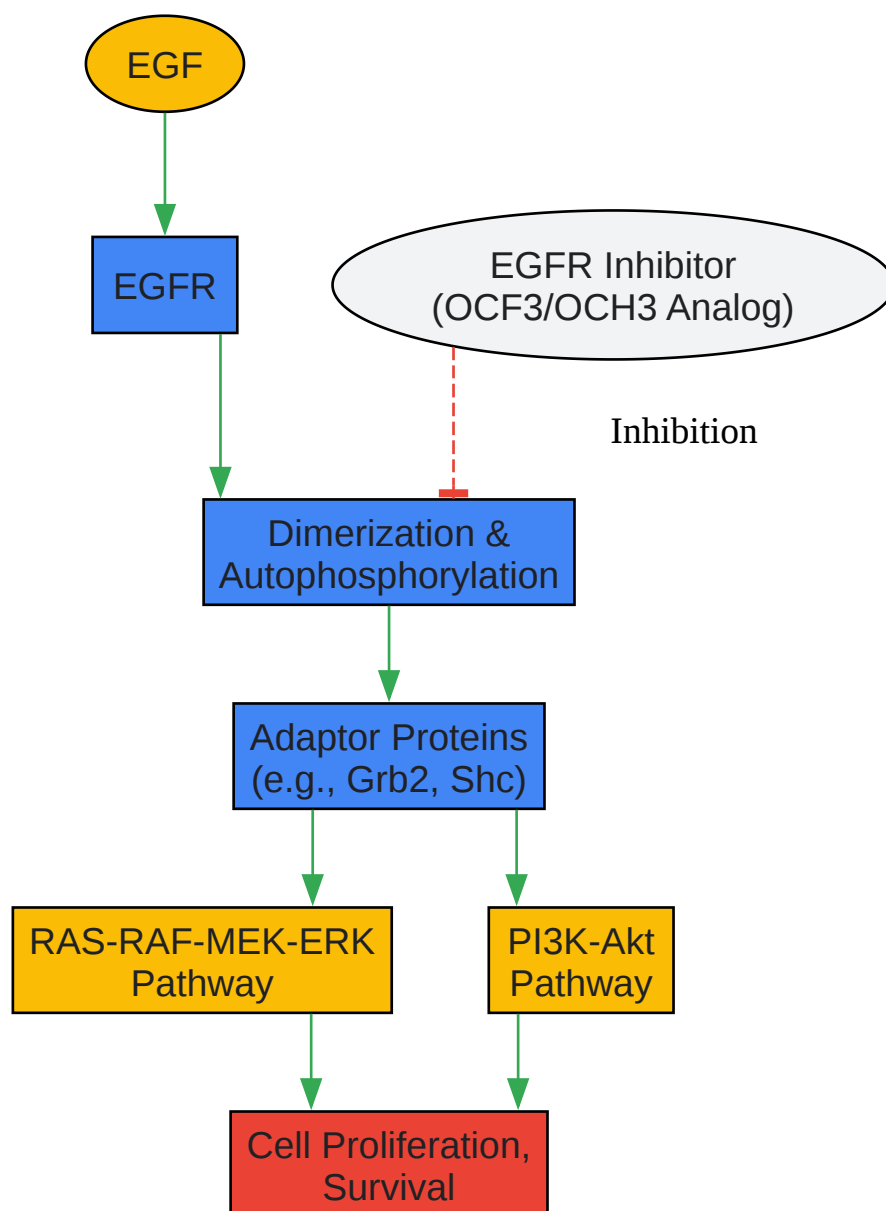 EGF
EGFR
EGFR Inhibitor
(OCF3/OCH3 Analog)
Inhibition
Dimerization &
Autophosphorylation
Adaptor Proteins
(e.g., Grb2, Shc)
RAS-RAF-MEK-ERK
Pathway
PI3K-Akt
Pathway
Cell Proliferation,
Survival